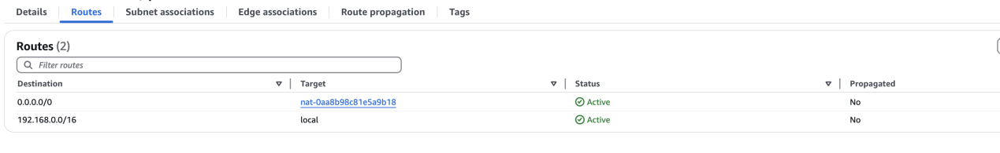 Details Routes Subnet associations Edge associations Route propagation Tags
Routes (2)
Filter routes
Destination Target Status Propagated
0.0.0.0/0 nat-0aa8b98c81e5a9b18 Active No
192.168.0.0/16 local Active No